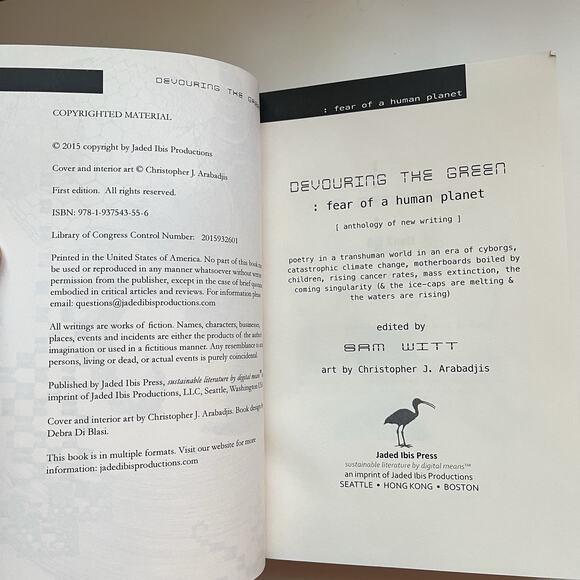 DEVOURING THE GREEN
COPYRIGHTED MATERIAL
© 2015 copyright by Jaded Ibis Productions
Cover and interior art © Christopher J. Arabadjis
First edition. All rights reserved.
ISBN: 978-1-937543-55-6
Library of Congress Control Number: 2015932601
Printed in the United States of America. No part of this book may
be used or reproduced in any manner whatsoever without written
permission from the publisher, except in the case of brief quotations
embodied in critical articles and reviews. For information please
email: questions@jadedibisproductions.com
All writings are works of fiction. Names, characters, businesses,
places, events and incidents are either the products of the author
imagination or used in a fictitious manner. Any resemblance to
persons, living or dead, or actual events is purely coincidental.
Published by Jaded Ibis Press, sustainable literature by digital means
imprint of Jaded Ibis Productions, LLC, Seattle, Washington USA
Cover and interior art by Christopher J. Arabadjis. Book design by
Debra Di Blasi.
This book is in multiple formats. Visit our website for more
information: jadedibisproductions.com
: fear of a human planet
DEVOURING THE GREEN
: fear of a human planet
[ anthology of new writing ]
poetry in a transhuman world in an era of cyborgs,
catastrophic climate change, motherboards boiled by
children, rising cancer rates, mass extinction, the
coming singularity (& the ice-caps are melting &
the waters are rising)
edited by
SAM WITT
art by Christopher J. Arabadjis
Jaded Ibis Press
sustainable literature by digital means™
an imprint of Jaded Ibis Productions
SEATTLE • HONG KONG • BOSTON